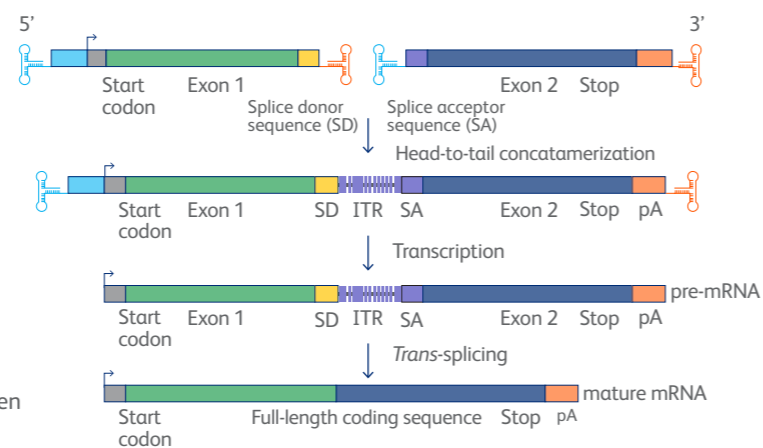 5’ 3’
Start codon Exon 1 Exon 2 Stop
Splice donor sequence (SD) Splice acceptor sequence (SA)
Head-to-tail concatamerization
Start codon Exon 1 SD ITR SA Exon 2 Stop pA
Transcription
pre-mRNA
Start codon Exon 1 SD ITR SA Exon 2 Stop pA
Trans-splicing
en
mature mRNA
Start codon Full-length coding sequence Stop pA